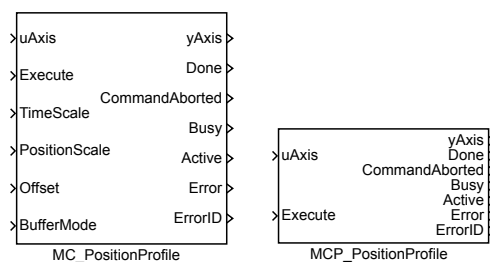 uAxis
Execute
TimeScale
PositionScale
Offset
BufferMode
yAxis
Done
CommandAborted
Busy
Active
Error
ErrorID
MC_PositionProfile
uAxis
Execute
yAxis
Done
CommandAborted
Busy
Active
Error
ErrorID
MCP_PositionProfile